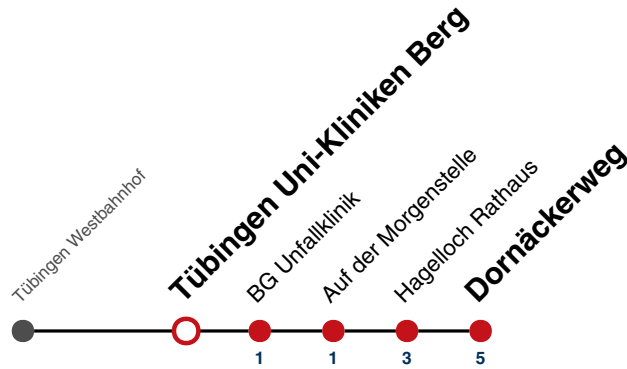 Tübingen Westbahnhof
Tübingen Uni-Kliniken Berg
BG Unfallklinik
Auf der Morgenstelle
Hagelloch Rathaus
Dornäckerweg
1
1
3
5